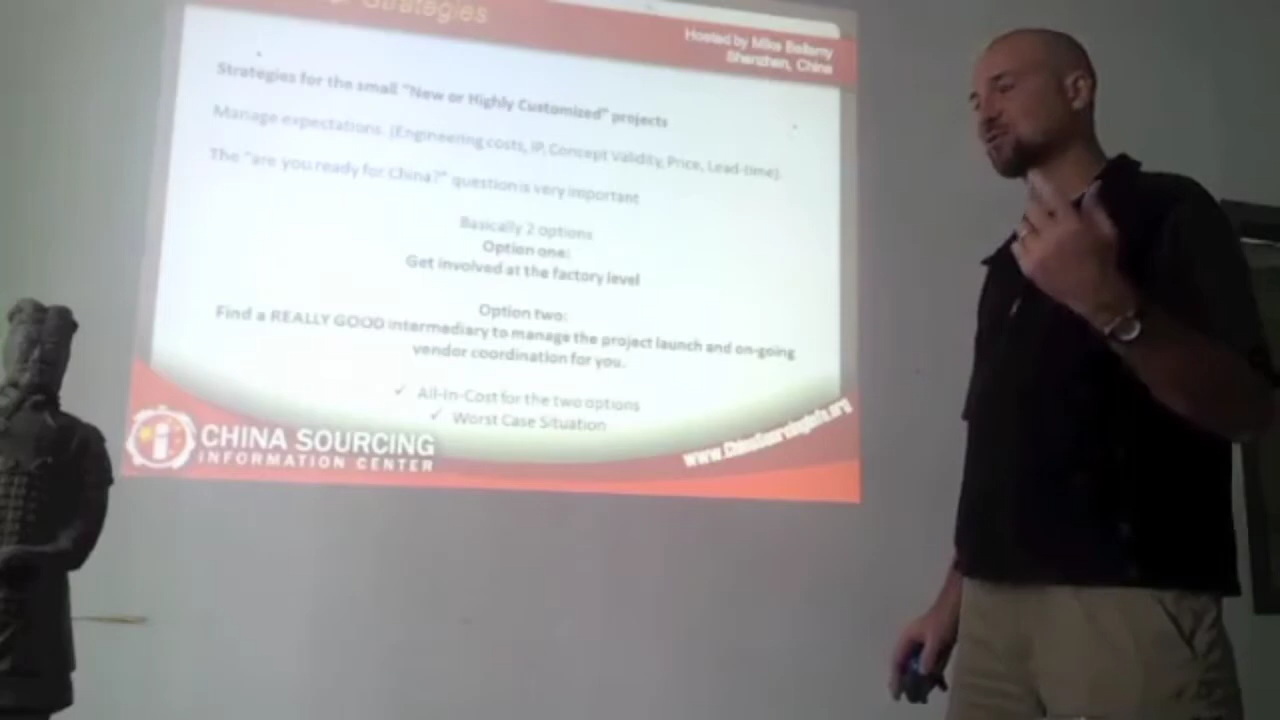 Strategies
Hosted by Mike Bellamy
Shenzhen, China
Strategies for the small "New or Highly Customized" projects
Manage expectations. (Engineering costs, IP, Concept Validity, Price, Lead-time).
The "are you ready for China?" question is very important
Basically 2 options
Option one:
Get involved at the factory level
Option two:
Find a REALLY GOOD intermediary to manage the project launch and on-going
vendor coordination for you.
✓ All-In-Cost for the two options
✓ Worst Case Situation
CHINA SOURCING
INFORMATION CENTER
www.ChinaSourcingInfo.org